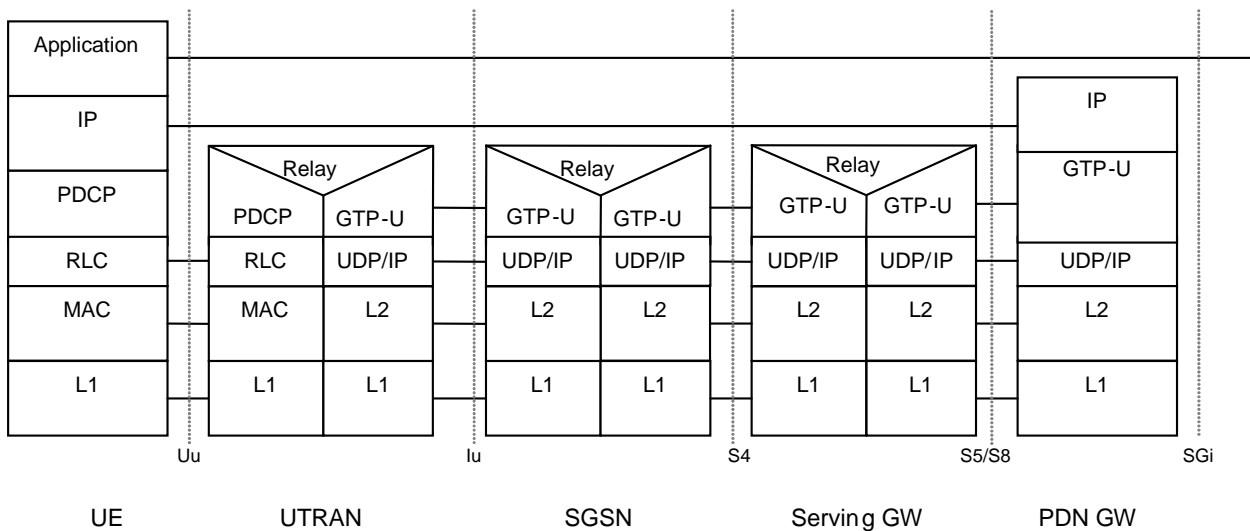 Application
IP
IP
Relay
Relay
Relay
GTP-U
PDCP
PDCP
GTP-U
GTP-U
GTP-U
GTP-U
GTP-U
RLC
RLC
UDP/IP
UDP/IP
UDP/IP
UDP/IP
UDP/IP
UDP/IP
MAC
MAC
L2
L2
L2
L2
L2
L2
L1
L1
L1
L1
L1
L1
L1
L1
Uu
Iu
S4
S5/S8
SGi
UE
UTRAN
SGSN
Serving GW
PDN GW